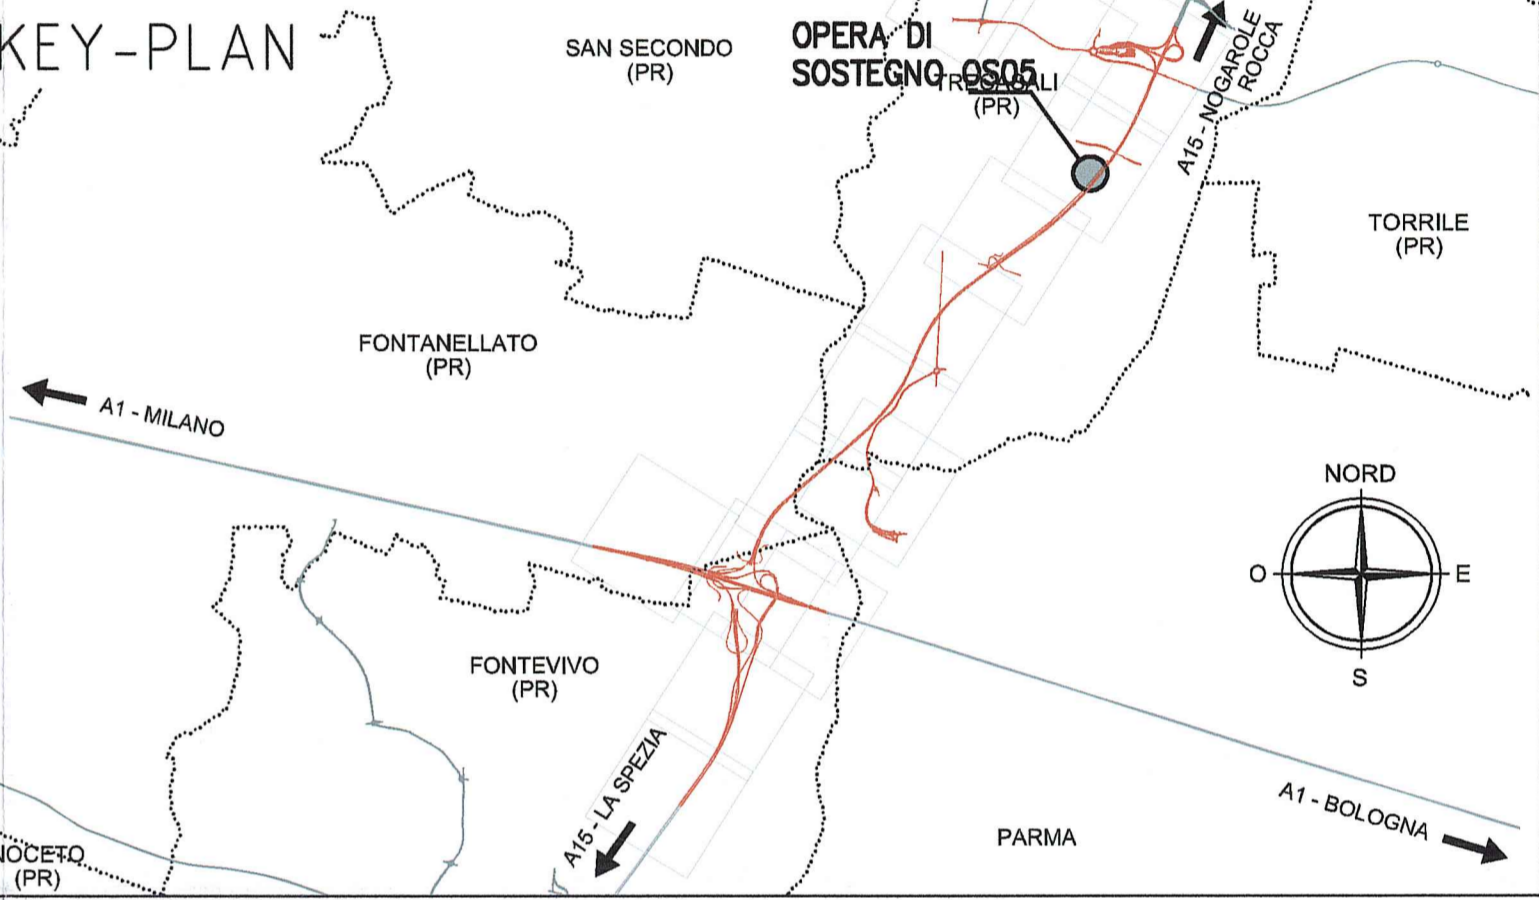 KEY-PLAN
SAN SECONDO
(PR)
OPERA DI
SOSTEGNO OS05
TRECASALI
(PR)
A15 - NOGAROLE
ROCCA
TORRILE
(PR)
FONTANELLATO
(PR)
A1 - MILANO
NORD
O
E
S
FONTEVIVO
(PR)
A15 - LA SPEZIA
A1 - BOLOGNA
PARMA
NOCETO
(PR)